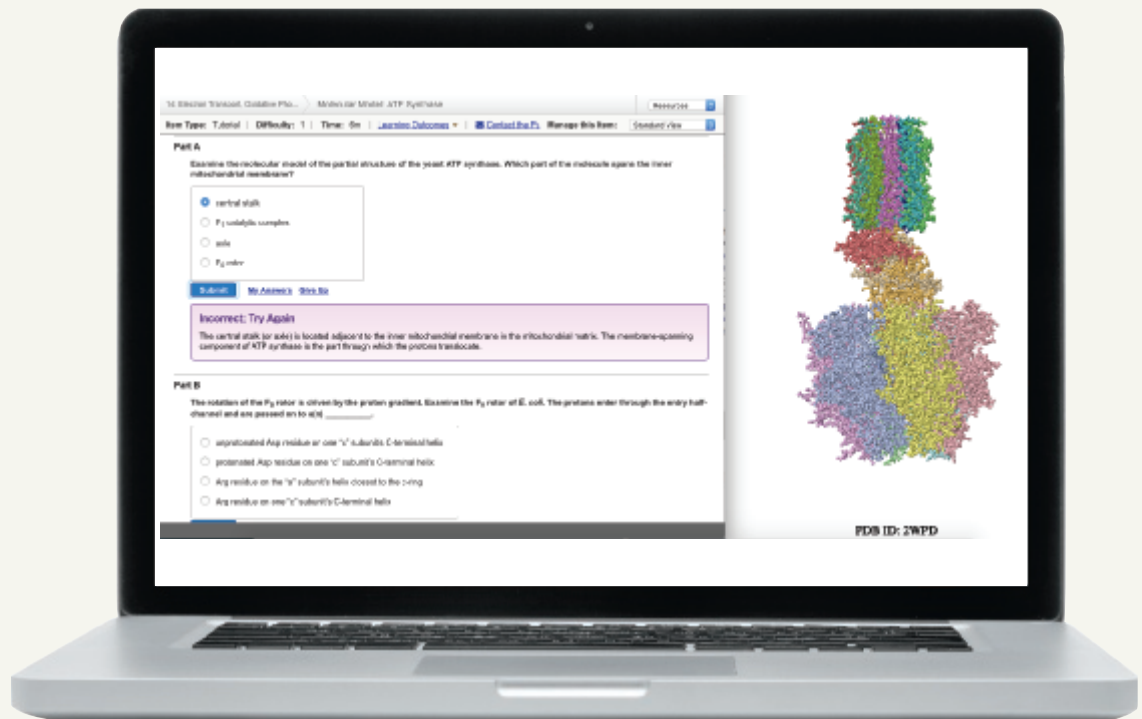 14 Electron Transport, Oxidative Pho... Molecular Model: ATP Synthase
Resources
Item Type: Tutorial | Difficulty: 1 | Time: 6m | Learning Outcomes | Contact the Pu Manage this Item: Standard View
Part A
Examine the molecular model of the partial structure of the yeast ATP synthase. Which part of the molecule spans the inner
mitochondrial membrane?
central stalk
F1 catalytic complex
axle
F0 rotor
Submit My Answers Give Up
Incorrect; Try Again
The central stalk (or axle) is located adjacent to the inner mitochondrial membrane in the mitochondrial matrix. The membrane-spanning
component of ATP synthase is the part through which the protons translocate.
Part B
The rotation of the F0 rotor is driven by the proton gradient. Examine the F0 rotor of E. coli. The protons enter through the entry half-
channel and are passed on to a(n) ________.
unprotonated Asp residue on one "c" subunit's C-terminal helix
protonated Asp residue on one "c" subunit's C-terminal helix
Arg residue on the "a" subunit's helix closest to the c-ring
Arg residue on one "c" subunit's C-terminal helix
PDB ID: 2WPD